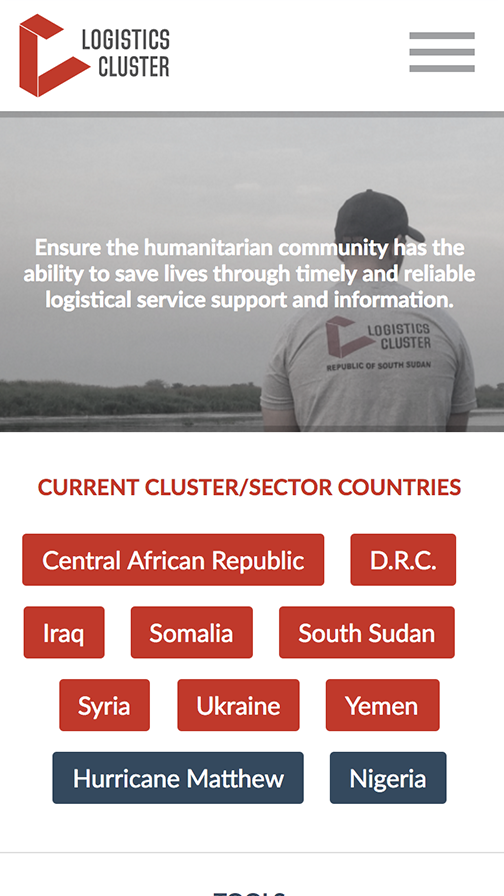 LOGISTICS
CLUSTER
Ensure the humanitarian community has the
ability to save lives through timely and reliable
logistical service support and information.
LOGISTICS
CLUSTER
REPUBLIC OF SOUTH SUDAN
CURRENT CLUSTER/SECTOR COUNTRIES
Central African Republic D.R.C.
Iraq Somalia South Sudan
Syria Ukraine Yemen
Hurricane Matthew Nigeria
TOOLS